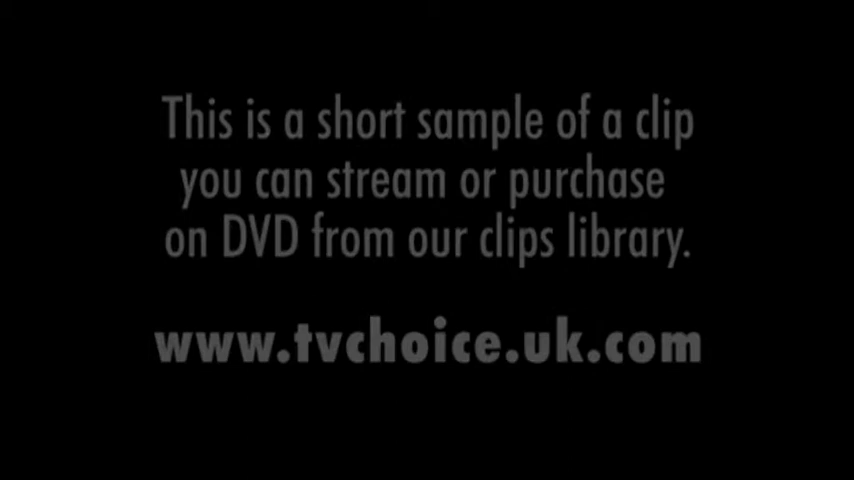 This is a short sample of a clip
you can stream or purchase
on DVD from our clips library.
www.tvchoice.uk.com